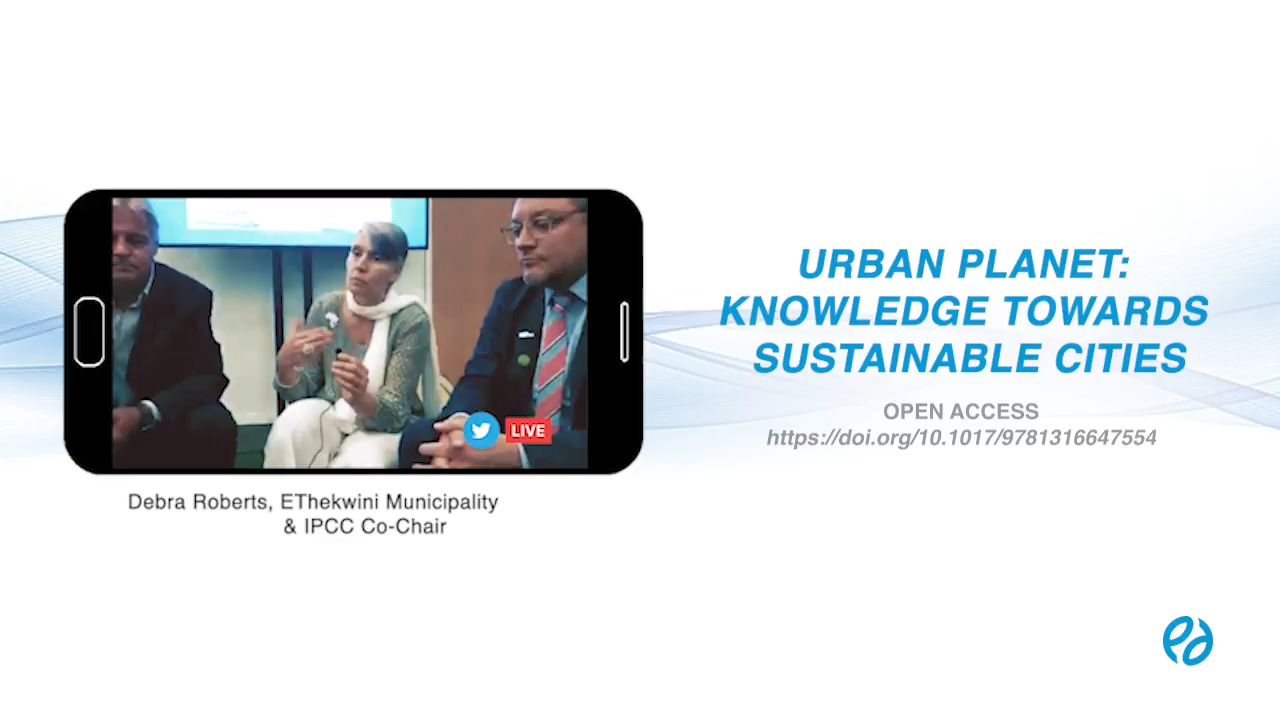 LIVE
Debra Roberts, EThekwini Municipality
& IPCC Co-Chair
URBAN PLANET:
KNOWLEDGE TOWARDS
SUSTAINABLE CITIES
OPEN ACCESS
https://doi.org/10.1017/9781316647554